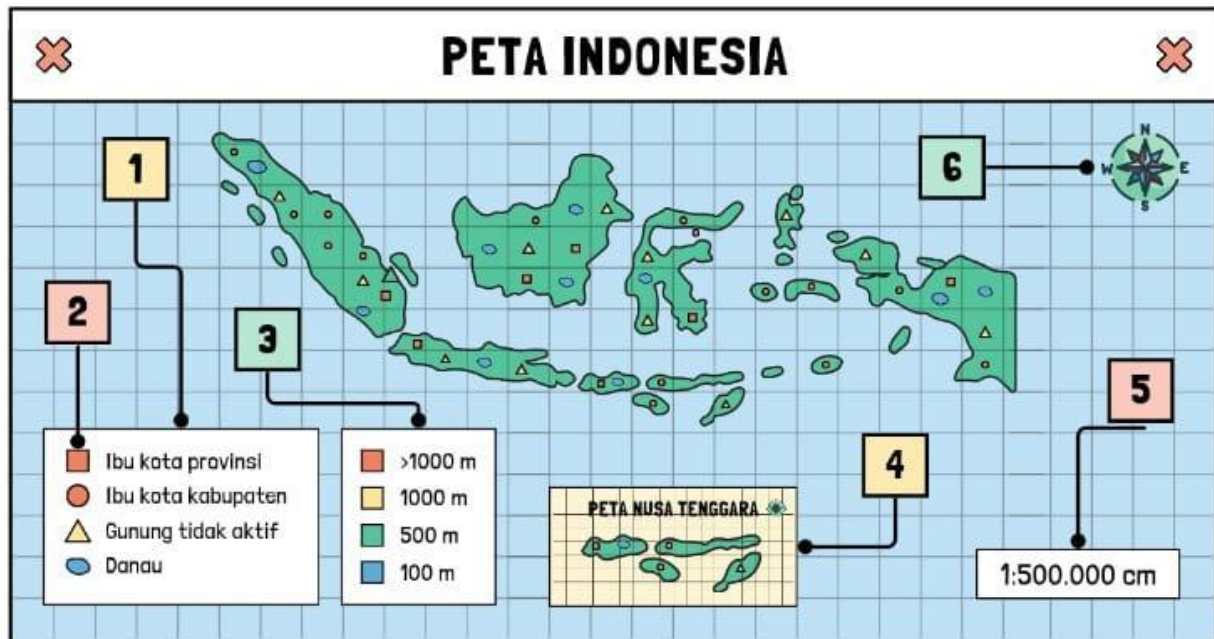 PETA INDONESIA
1
6
N
W E
S
2
3
5
4
Ibu kota provinsi
Ibu kota kabupaten
Gunung tidak aktif
Danau
>1000 m
1000 m
500 m
100 m
PETA NUSA TENGGARA
1:500.000 cm